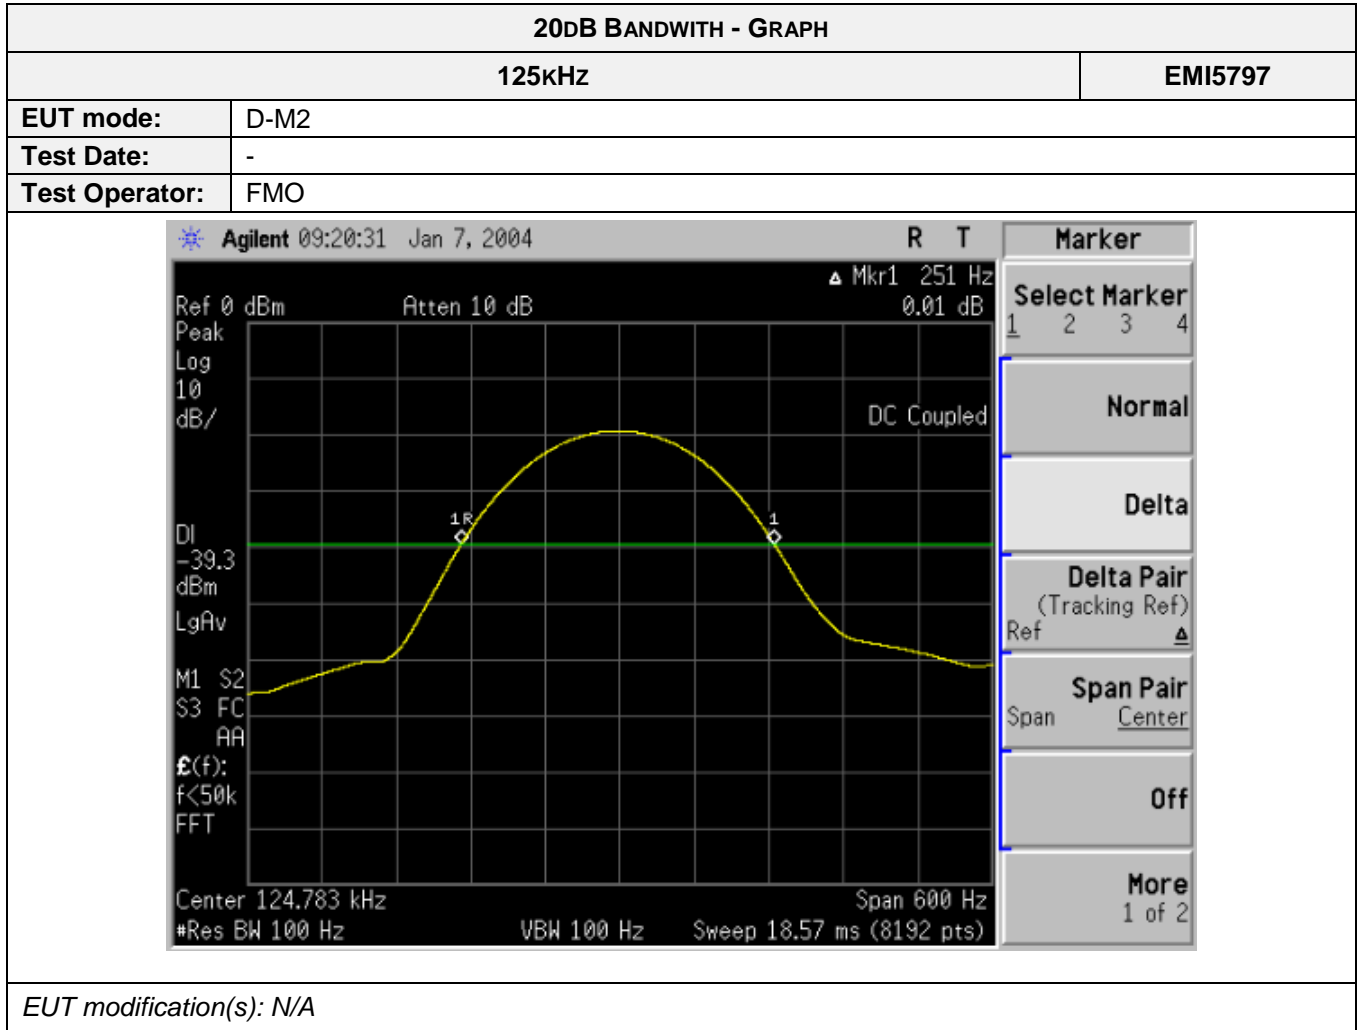 20DB BANDWITH - GRAPH
125KHZ EMI5797
EUT mode: D-M2
Test Date: -
Test Operator: FMO
Agilent 09:20:31 Jan 7, 2004 R T
Marker
Δ Mkr1 251 Hz
Ref 0 dBm Atten 10 dB 0.01 dB
Peak
Log
10
dB/
DC Coupled
1R
1
DI
-39.3
dBm
LgAv
M1 S2
S3 FC
AA
£(f):
f<50k
FFT
Center 124.783 kHz Span 600 Hz
#Res BW 100 Hz VBW 100 Hz Sweep 18.57 ms (8192 pts)
Select Marker
1 2 3 4
Normal
Delta
Delta Pair
(Tracking Ref)
Ref Δ
Span Pair
Span Center
Off
More
1 of 2
EUT modification(s): N/A